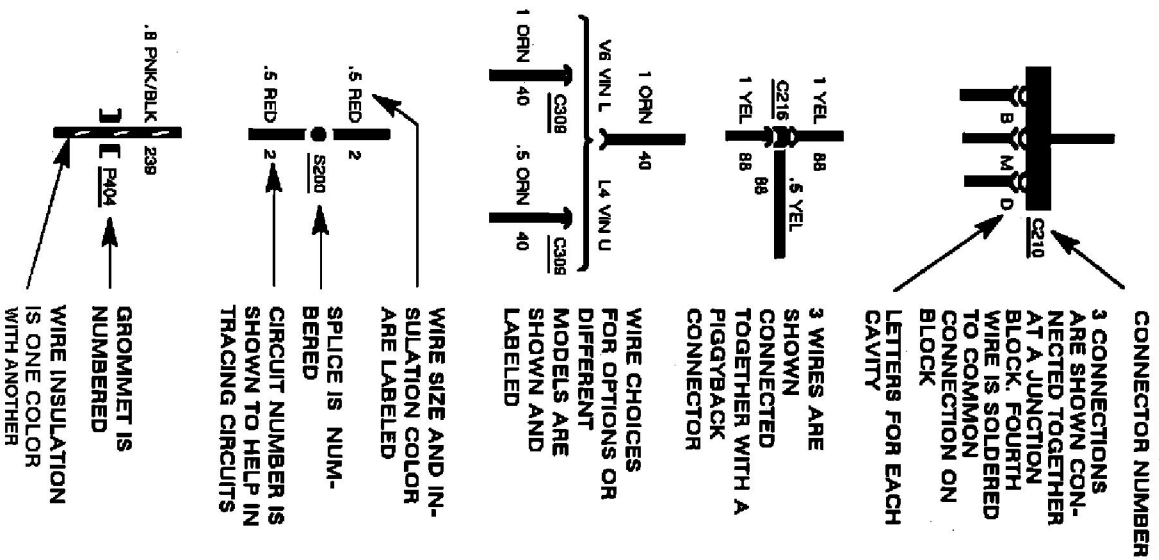 CONNECTOR NUMBER
3 CONNECTIONS
ARE SHOWN CON-
NECTED TOGETHER
AT A JUNCTION
BLOCK. FOURTH
WIRE IS SOLDERED
TO COMMON
CONNECTION ON
BLOCK
LETTERS FOR EACH
CAVITY
C210
B
M
D
1 YEL
88
C216
.5 YEL
88
1 YEL
88
3 WIRES ARE
SHOWN
CONNECTED
TOGETHER WITH A
PIGGYBACK
CONNECTOR
1 ORN
40
V6 VIN L
L4 VIN U
C309
C309
1 ORN
40
.5 ORN
40
WIRE CHOICES
FOR OPTIONS OR
DIFFERENT
MODELS ARE
SHOWN AND
LABELED
.5 RED
2
S200
.5 RED
2
WIRE SIZE AND IN-
SULATION COLOR
ARE LABELED
SPLICE IS NUM-
BERED
CIRCUIT NUMBER IS
SHOWN TO HELP IN
TRACING CIRCUITS
.8 PNK/BLK
239
P404
GROMMET IS
NUMBERED
WIRE INSULATION
IS ONE COLOR
WITH ANOTHER